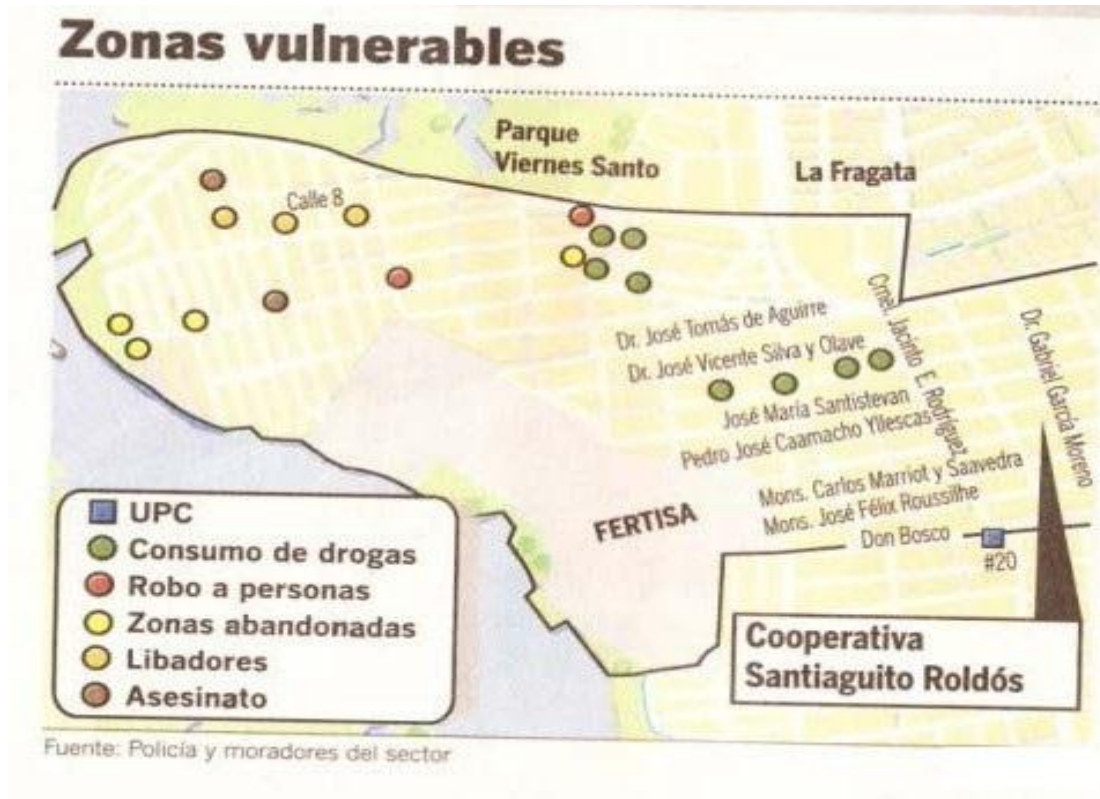 Zonas vulnerables
Parque
Viernes Santo
La Fragata
Calle 8
Dr. José Tomás de Aguirre
Dr. José Vicente Silva y Olave
Crnel. Jacinto E. Rodríguez
Dr. Gabriel García Moreno
José María Santistevan
Pedro José Caamacho Yllescas
Mons. Carlos Marriot y Saavedra
Mons. José Félix Roussilhe
FERTISA
Don Bosco
#20
UPC
Consumo de drogas
Robo a personas
Zonas abandonadas
Libadores
Asesinato
Cooperativa
Santiaguito Roldós
Fuente: Policía y moradores del sector